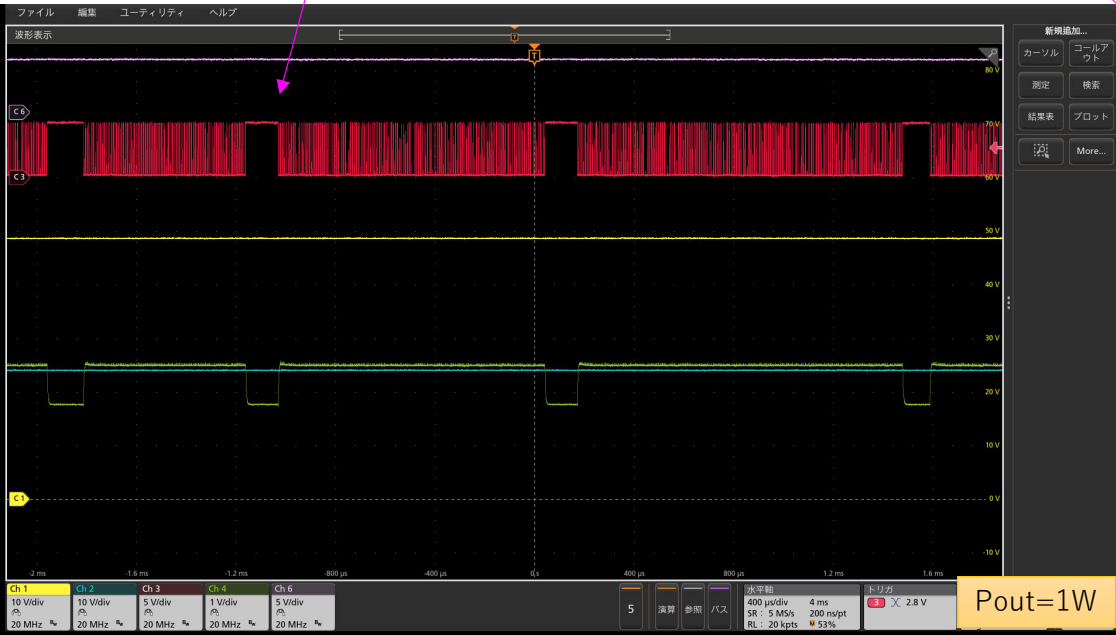 ファイル 編集 ユーティリティ ヘルプ
波形表示
新規追加...
カーソル
コールア
ウト
測定
検索
結果表
プロット
More...
T
T
C 6
C 3
C 1
80 V
70 V
60 V
50 V
40 V
30 V
20 V
10 V
0 V
-10 V
-2 ms -1.6 ms -1.2 ms -800 µs -400 µs 0 s 400 µs 800 µs 1.2 ms 1.6 ms
Ch 1
10 V/div
20 MHz
Ch 2
10 V/div
20 MHz
Ch 3
5 V/div
20 MHz
Ch 4
1 V/div
20 MHz
Ch 6
5 V/div
20 MHz
5
演算
参照
バス
水平軸
400 µs/div 4 ms
SR : 5 MS/s 200 ns/pt
RL : 20 kpts 53%
トリガ
3 2.8 V
Pout=1W